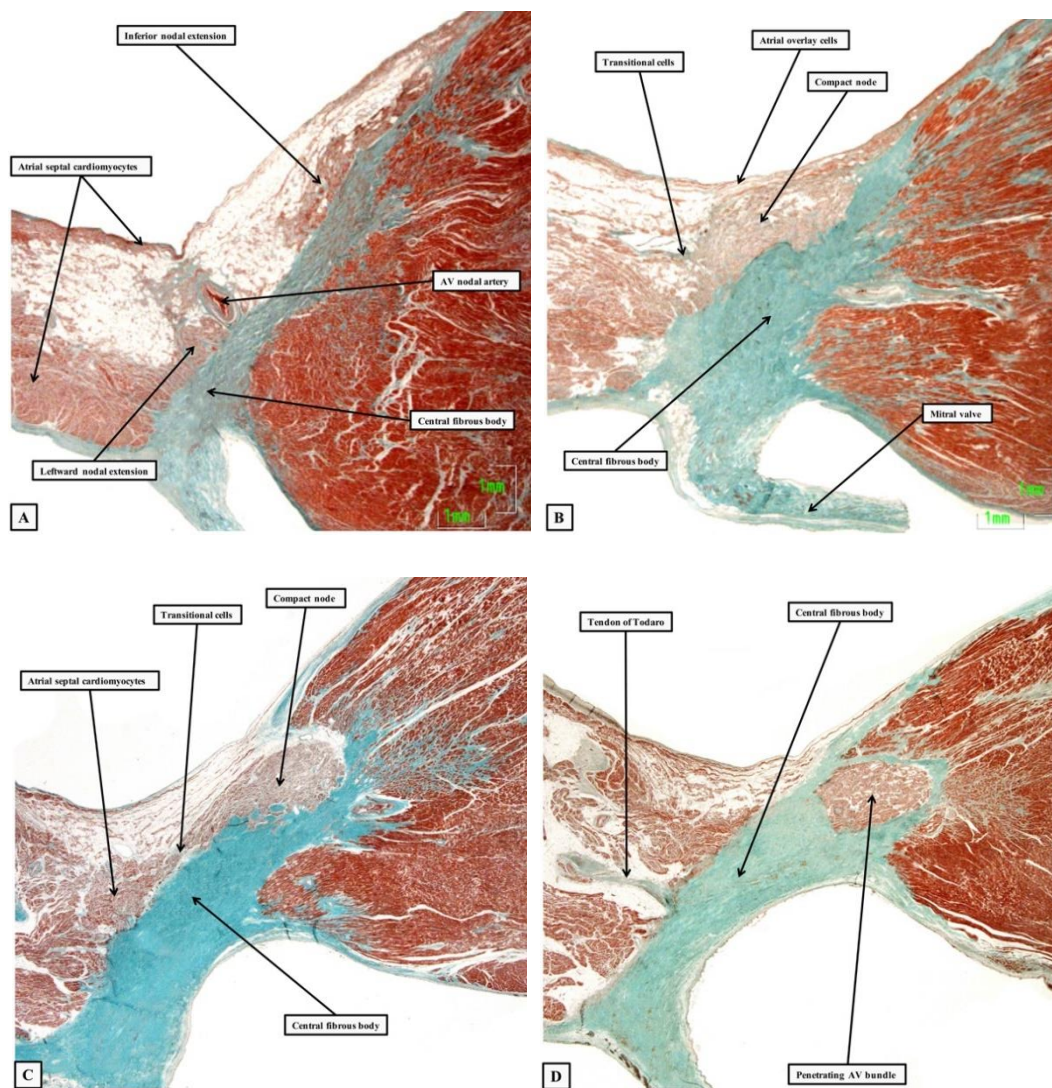 Inferior nodal extension
Atrial septal cardiomyocytes
AV nodal artery
Central fibrous body
Leftward nodal extension
1mm
1mm
A
Atrial overlay cells
Transitional cells
Compact node
Mitral valve
Central fibrous body
1mm
1mm
B
Compact node
Transitional cells
Atrial septal cardiomyocytes
Central fibrous body
C
Central fibrous body
Tendon of Todaro
Penetrating AV bundle
D